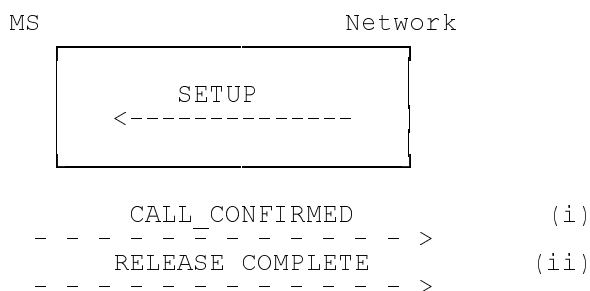 MS Network
SETUP
<--------------
CALL_CONFIRMED (i)
- - - - - - - - - - - - >
RELEASE COMPLETE (ii)
- - - - - - - - - - - - >